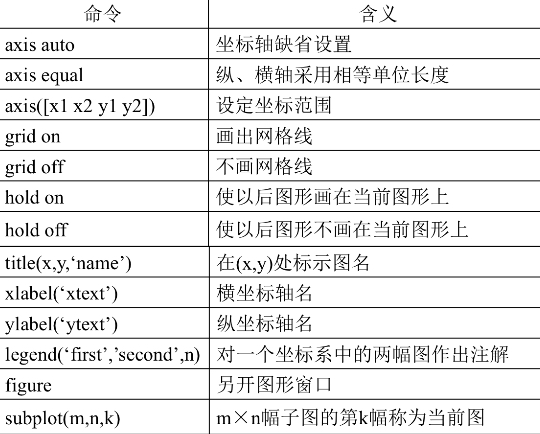 命令 含义
axis auto 坐标轴缺省设置
axis equal 纵、横轴采用相等单位长度
axis([x1 x2 y1 y2]) 设定坐标范围
grid on 画出网格线
grid off 不画网格线
hold on 使以后图形画在当前图形上
hold off 使以后图形不画在当前图形上
title(x,y,‘name’) 在(x,y)处标示图名
xlabel(‘xtext’) 横坐标轴名
ylabel(‘ytext’) 纵坐标轴名
legend(‘first’,’second’,n) 对一个坐标系中的两幅图作出注解
figure 另开图形窗口
subplot(m,n,k) m×n幅子图的第k幅称为当前图